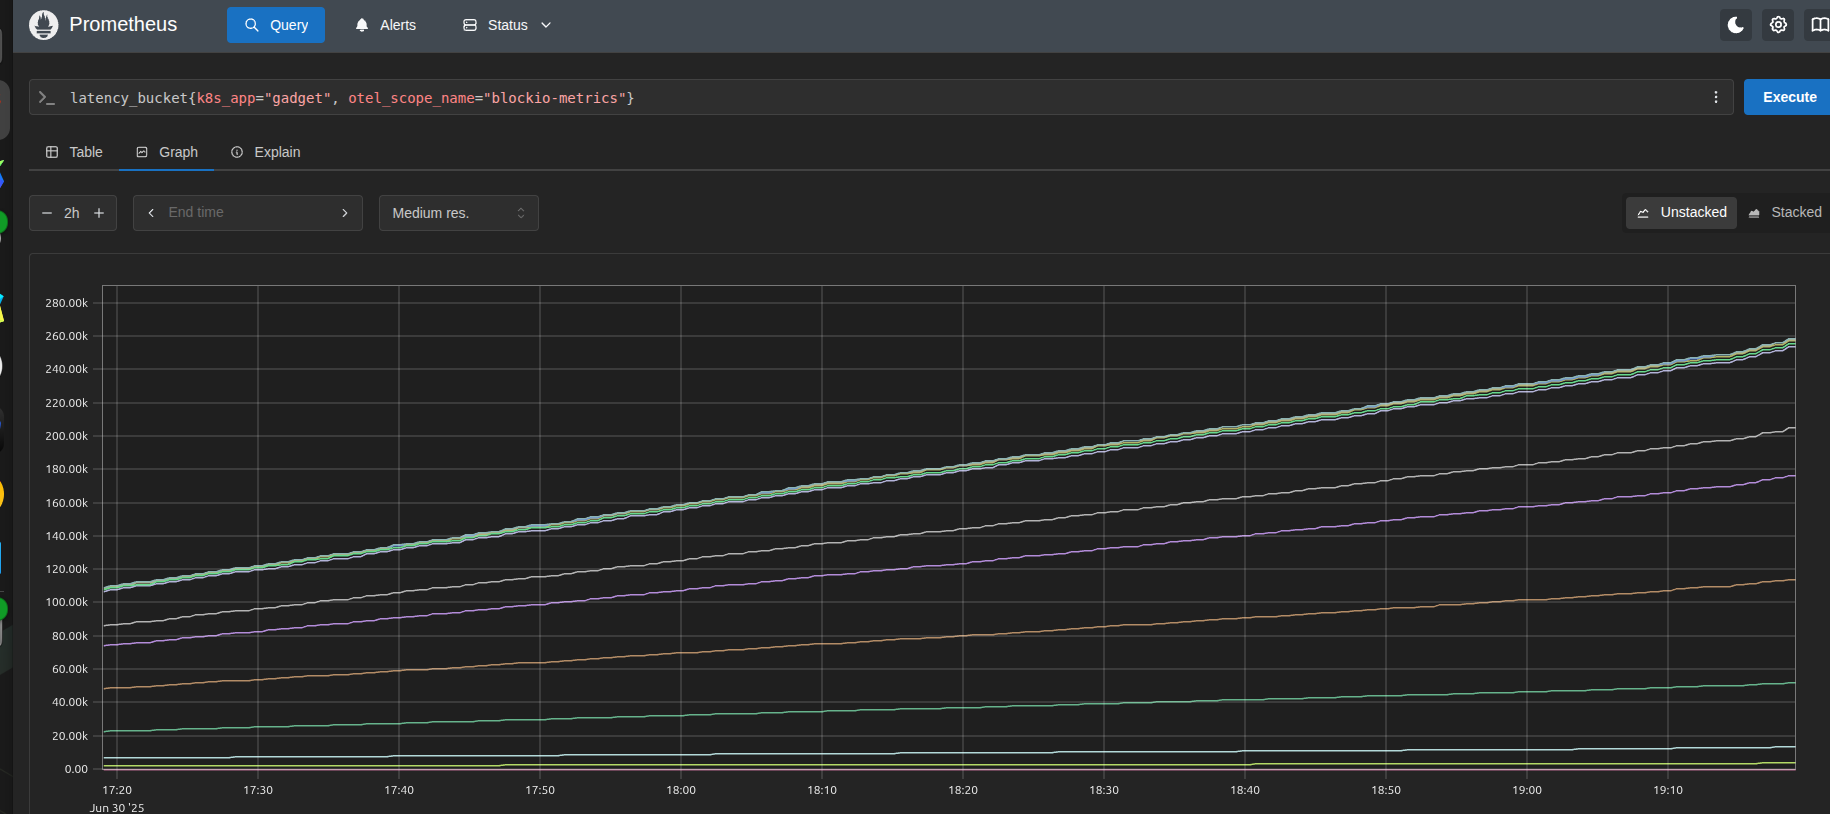 Prometheus Query Alerts Status
latency_bucket{k8s_app="gadget", otel_scope_name="blockio-metrics"} Execute
Table Graph Explain
2h End time Medium res. Unstacked Stacked
280.00k
260.00k
240.00k
220.00k
200.00k
180.00k
160.00k
140.00k
120.00k
100.00k
80.00k
60.00k
40.00k
20.00k
0.00
17:20 17:30 17:40 17:50 18:00 18:10 18:20 18:30 18:40 18:50 19:00 19:10
Jun 30 '25